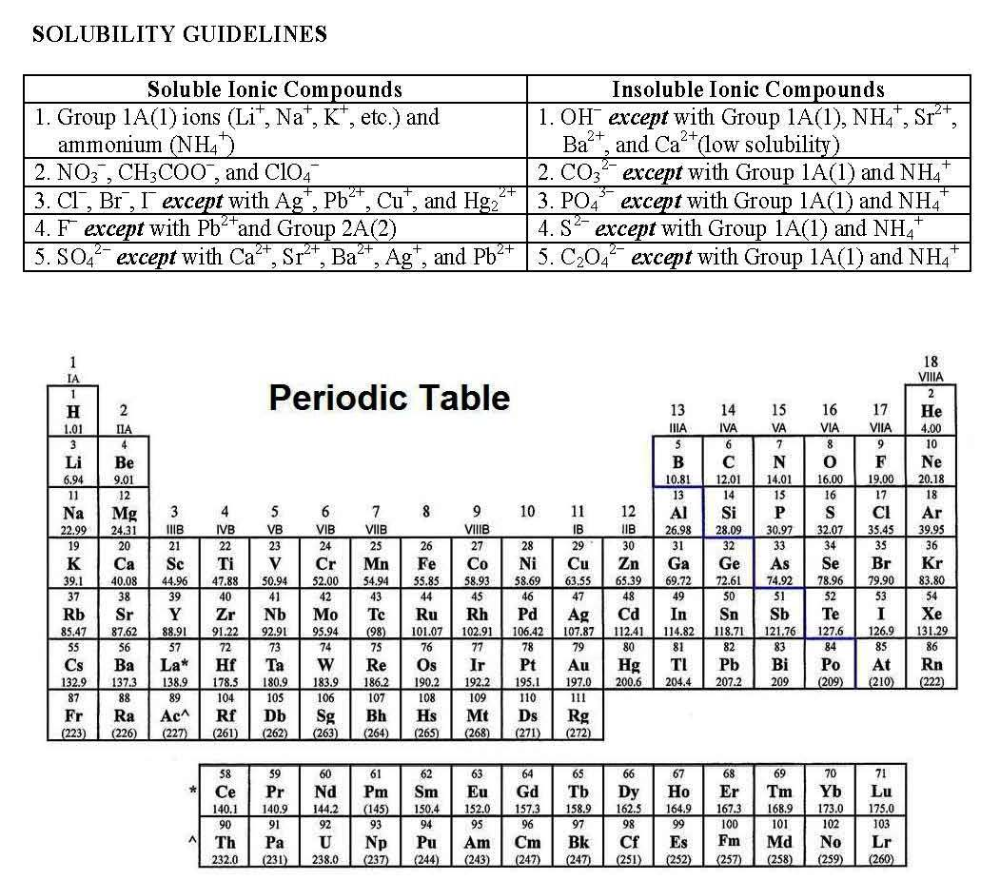 SOLUBILITY GUIDELINES
Soluble Ionic Compounds
Insoluble Ionic Compounds
1. Group 1A(1) ions (Li⁺, Na⁺, K⁺, etc.) and
ammonium (NH₄⁺)
1. OH⁻ except with Group 1A(1), NH₄⁺, Sr²⁺,
Ba²⁺, and Ca²⁺(low solubility)
2. NO₃⁻, CH₃COO⁻, and ClO₄⁻
2. CO₃²⁻ except with Group 1A(1) and NH₄⁺
3. Cl⁻, Br⁻, I⁻ except with Ag⁺, Pb²⁺, Cu⁺, and Hg₂²⁺
3. PO₄³⁻ except with Group 1A(1) and NH₄⁺
4. F⁻ except with Pb²⁺and Group 2A(2)
4. S²⁻ except with Group 1A(1) and NH₄⁺
5. SO₄²⁻ except with Ca²⁺, Sr²⁺, Ba²⁺, Ag⁺, and Pb²⁺
5. C₂O₄²⁻ except with Group 1A(1) and NH₄⁺
Periodic Table
1 18
IA VIIIA
1 2
H 2 13 14 15 16 17 He
1.01 IIA IIIA IVA VA VIA VIIA 4.00
3 4 5 6 7 8 9 10
Li Be B C N O F Ne
6.94 9.01 10.81 12.01 14.01 16.00 19.00 20.18
11 12 13 14 15 16 17 18
Na Mg 3 4 5 6 7 8 9 10 11 12 Al Si P S Cl Ar
22.99 24.31 IIIB IVB VB VIB VIIB VIIIB IB IIB 26.98 28.09 30.97 32.07 35.45 39.95
19 20 21 22 23 24 25 26 27 28 29 30 31 32 33 34 35 36
K Ca Sc Ti V Cr Mn Fe Co Ni Cu Zn Ga Ge As Se Br Kr
39.1 40.08 44.96 47.88 50.94 52.00 54.94 55.85 58.93 58.69 63.55 65.39 69.72 72.61 74.92 78.96 79.90 83.80
37 38 39 40 41 42 43 44 45 46 47 48 49 50 51 52 53 54
Rb Sr Y Zr Nb Mo Tc Ru Rh Pd Ag Cd In Sn Sb Te I Xe
85.47 87.62 88.91 91.22 92.91 95.94 (98) 101.07 102.91 106.42 107.87 112.41 114.82 118.71 121.76 127.6 126.9 131.29
55 56 57 72 73 74 75 76 77 78 79 80 81 82 83 84 85 86
Cs Ba La* Hf Ta W Re Os Ir Pt Au Hg Tl Pb Bi Po At Rn
132.9 137.3 138.9 178.5 180.9 183.9 186.2 190.2 192.2 195.1 197.0 200.6 204.4 207.2 209 (209) (210) (222)
87 88 89 104 105 106 107 108 109 110 111
Fr Ra Ac^ Rf Db Sg Bh Hs Mt Ds Rg
(223) (226) (227) (261) (262) (263) (264) (265) (268) (271) (272)
58 59 60 61 62 63 64 65 66 67 68 69 70 71
* Ce Pr Nd Pm Sm Eu Gd Tb Dy Ho Er Tm Yb Lu
140.1 140.9 144.2 (145) 150.4 152.0 157.3 158.9 162.5 164.9 167.3 168.9 173.0 175.0
90 91 92 93 94 95 96 97 98 99 100 101 102 103
^ Th Pa U Np Pu Am Cm Bk Cf Es Fm Md No Lr
232.0 (231) 238.0 (237) (244) (243) (247) (247) (251) (252) (257) (258) (259) (260)